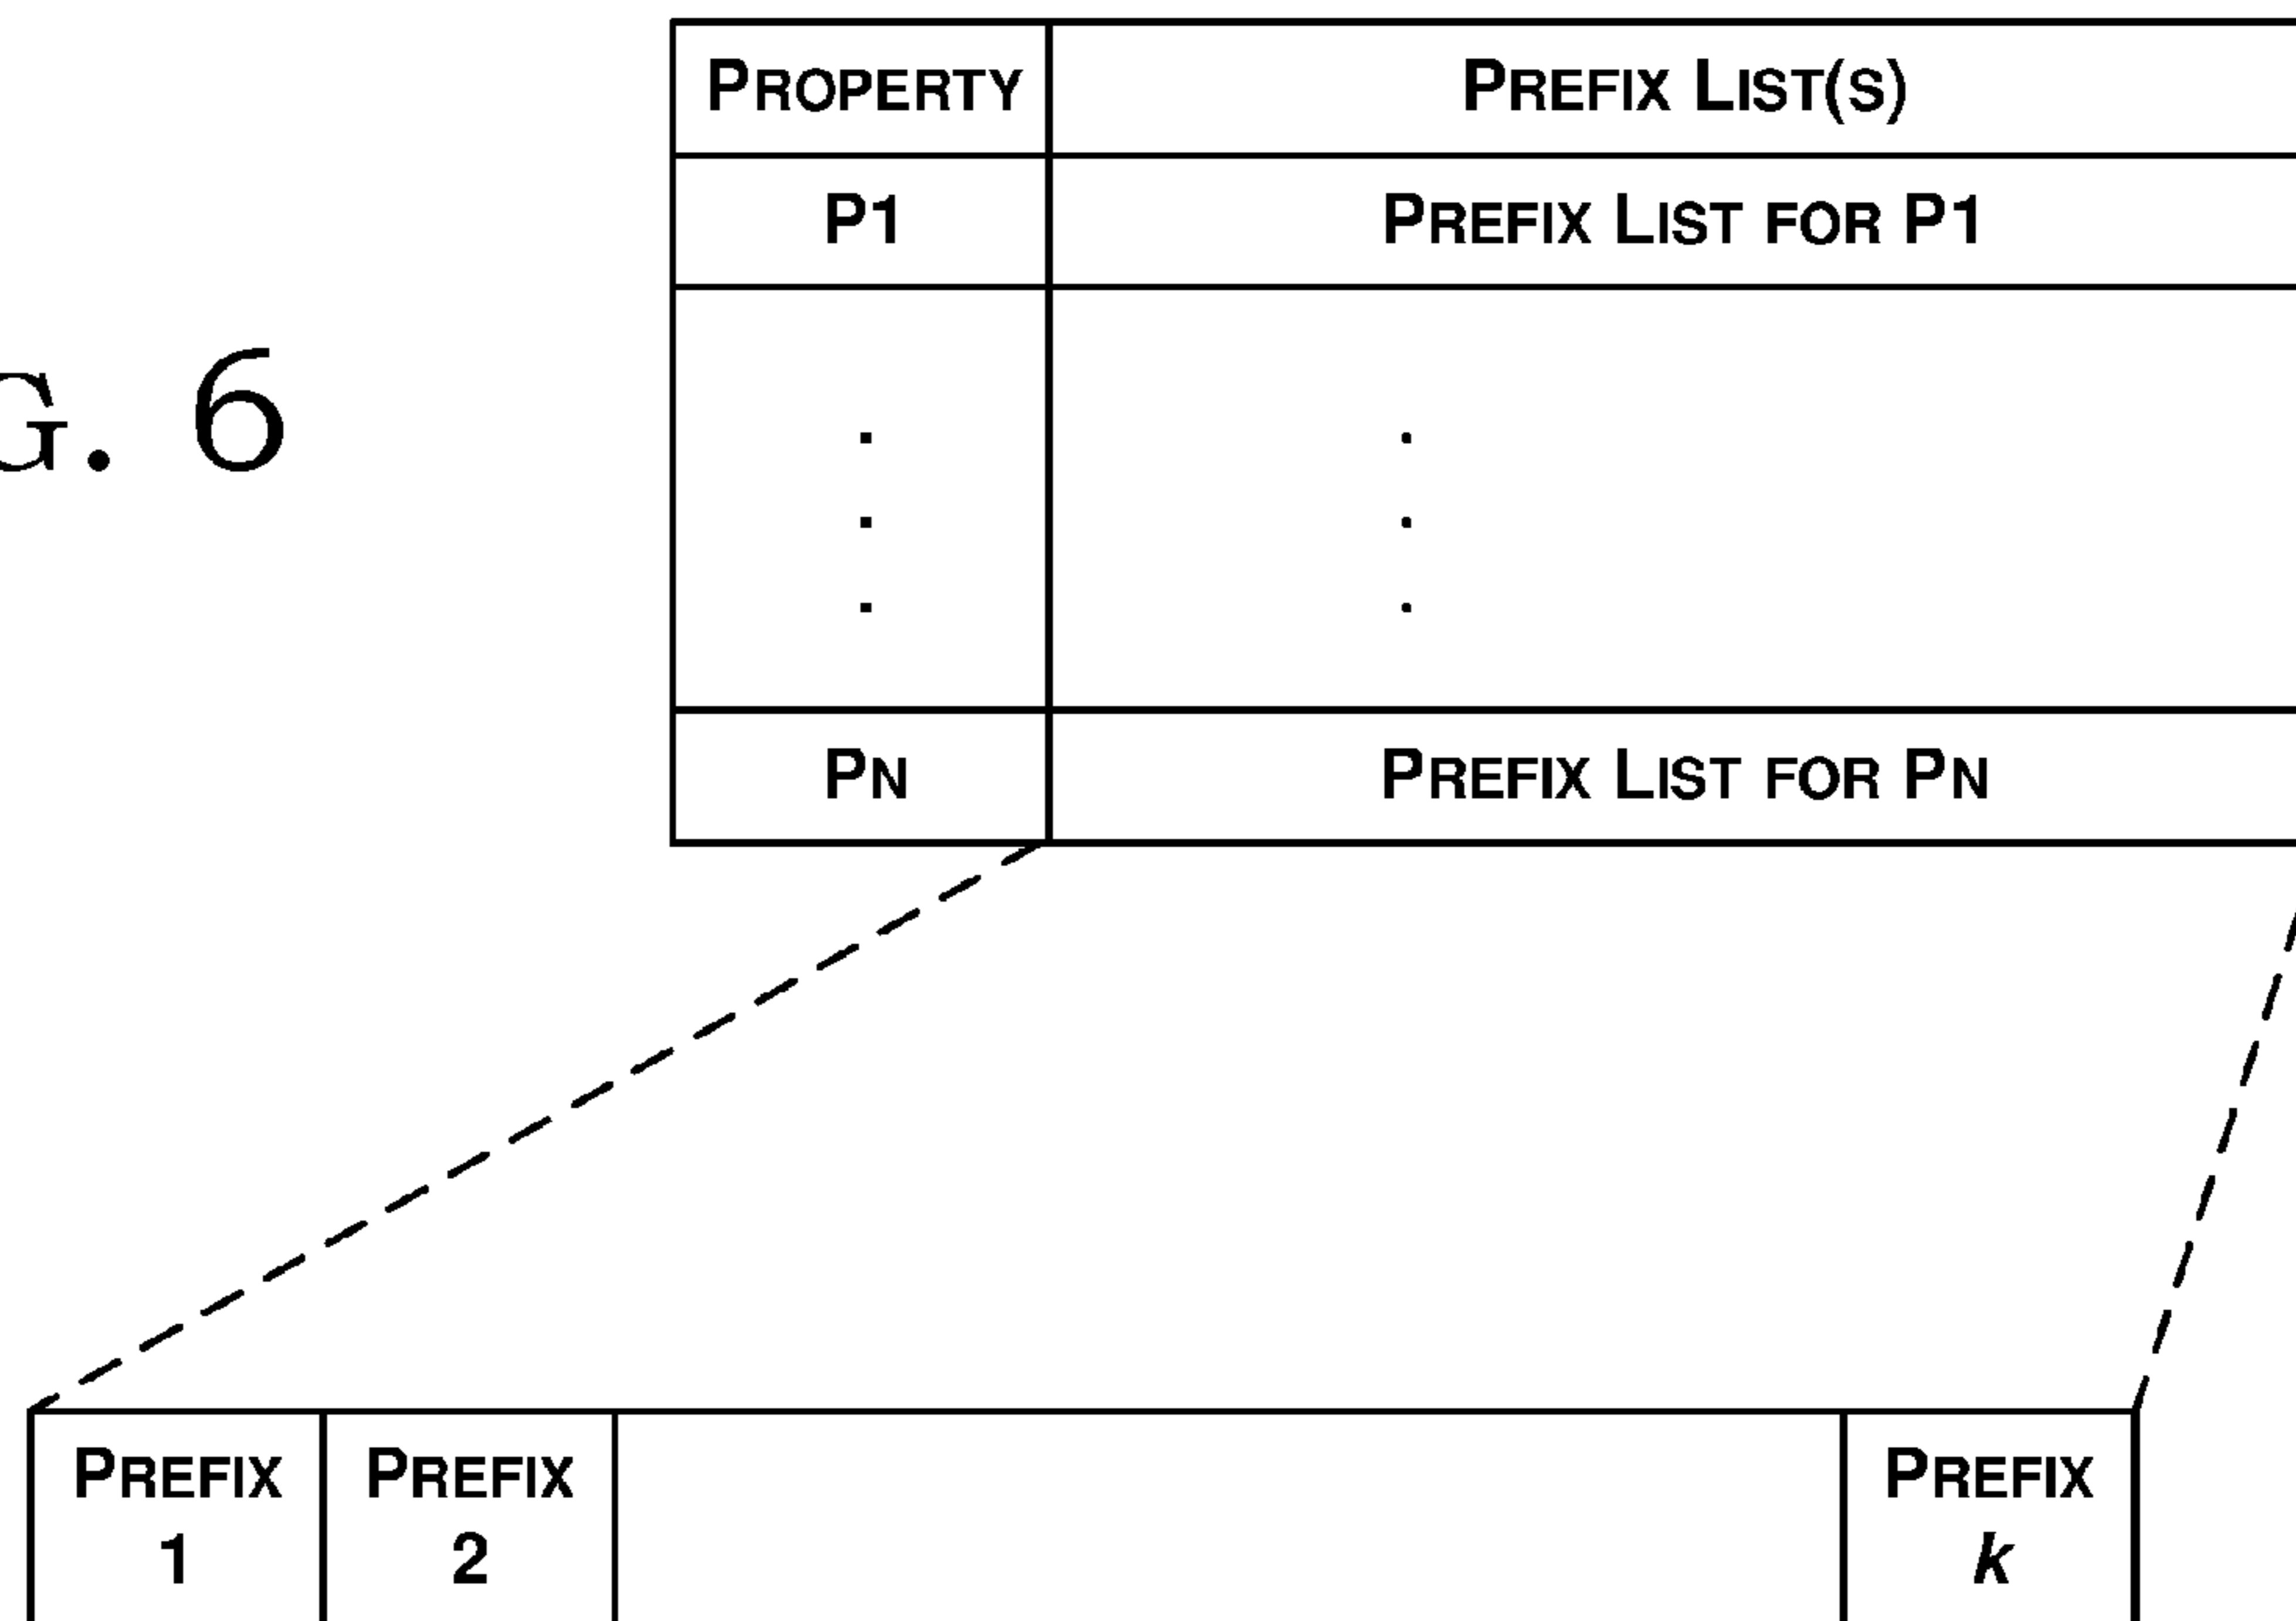 PROPERTY PREFIX LIST(S)
P1 PREFIX LIST FOR P1
G. 6
PN PREFIX LIST FOR PN
PREFIX 1 PREFIX 2 PREFIX k